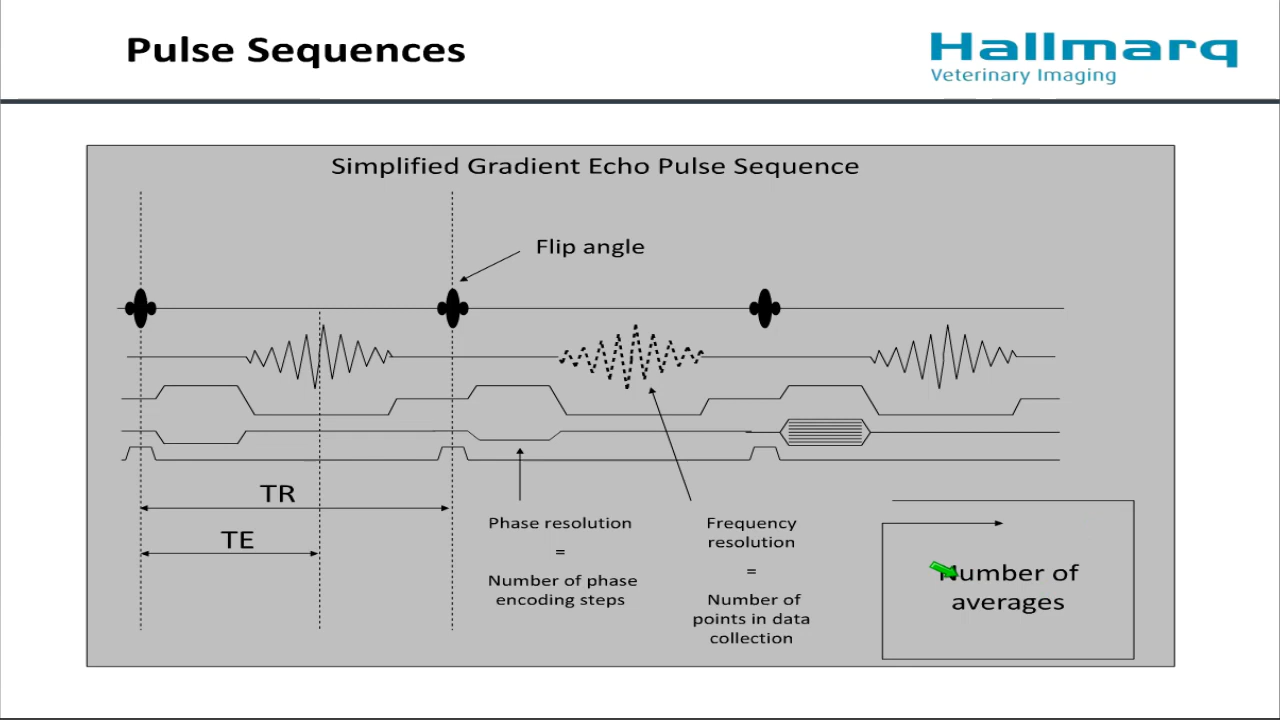 Pulse Sequences
Hallmarq
Veterinary Imaging
Simplified Gradient Echo Pulse Sequence
Flip angle
TR
TE
Phase resolution
=
Number of phase
encoding steps
Frequency
resolution
=
Number of
points in data
collection
Number of
averages